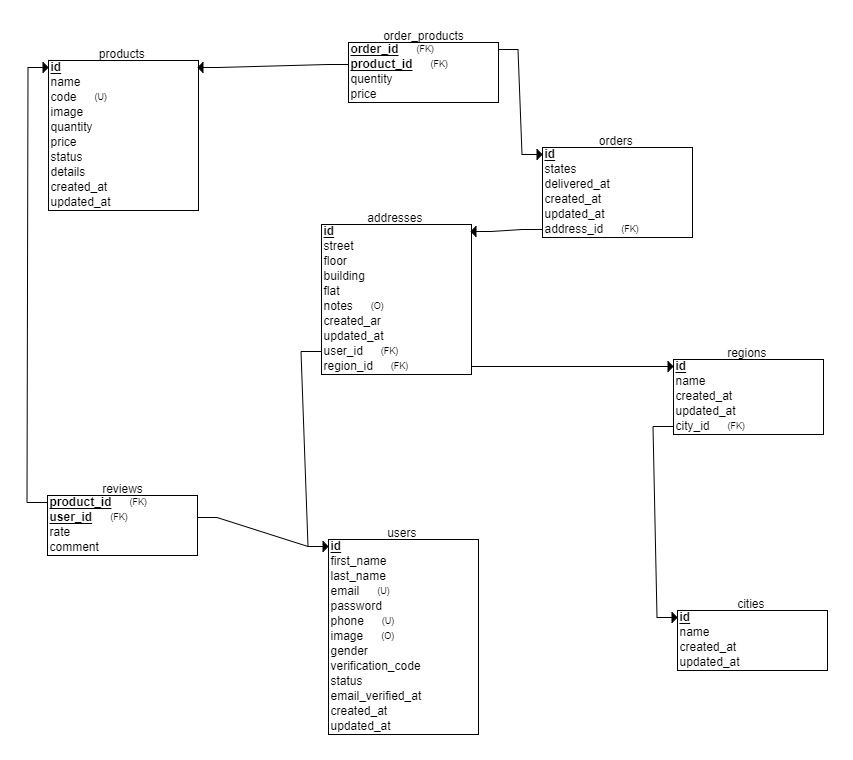 order_products
order_id (FK)
product_id (FK)
quentity
price
products
id
name
code (U)
image
quantity
price
status
details
created_at
updated_at
orders
id
states
delivered_at
created_at
updated_at
address_id (FK)
addresses
id
street
floor
building
flat
notes (O)
created_ar
updated_at
user_id (FK)
region_id (FK)
regions
id
name
created_at
updated_at
city_id (FK)
reviews
product_id (FK)
user_id (FK)
rate
comment
users
id
first_name
last_name
email (U)
password
phone (U)
image (O)
gender
verification_code
status
email_verified_at
created_at
updated_at
cities
id
name
created_at
updated_at